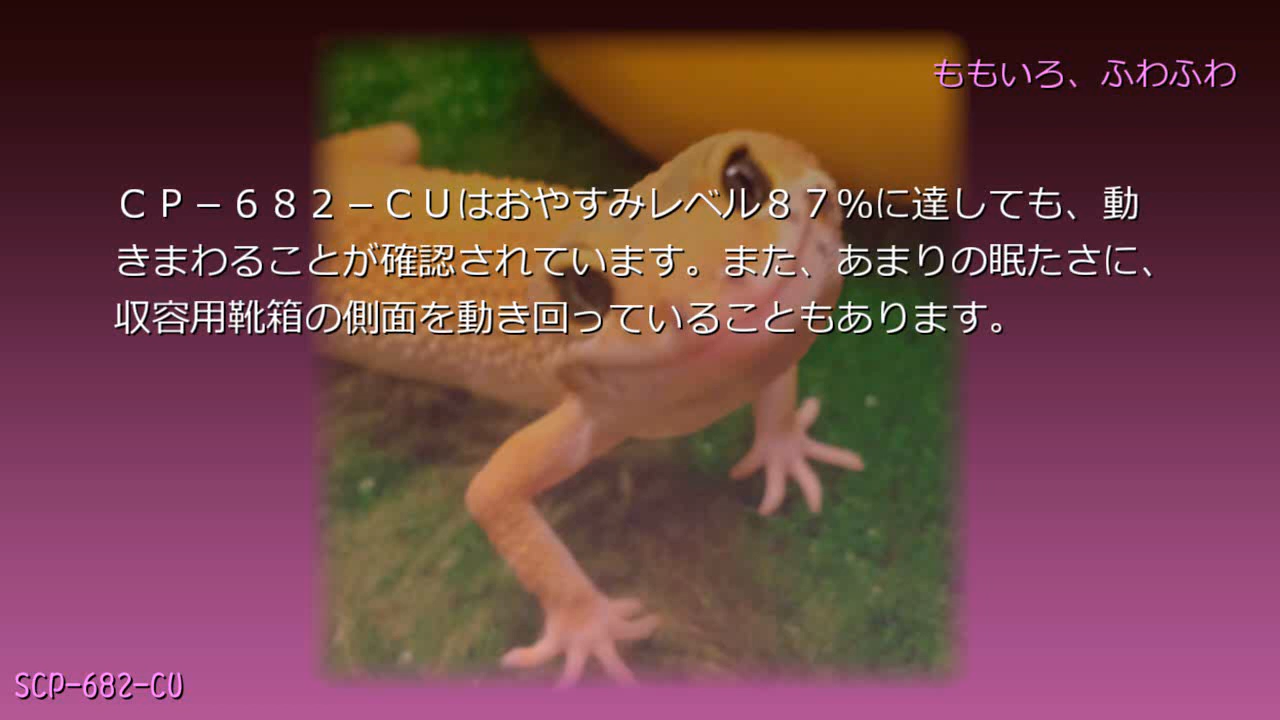 ももいろ、ふわふわ
ＣＰ－６８２－ＣＵはおやすみレベル８７％に達しても、動
きまわることが確認されています。また、あまりの眠たさに、
収容用靴箱の側面を動き回っていることもあります。
SCP-682-CU